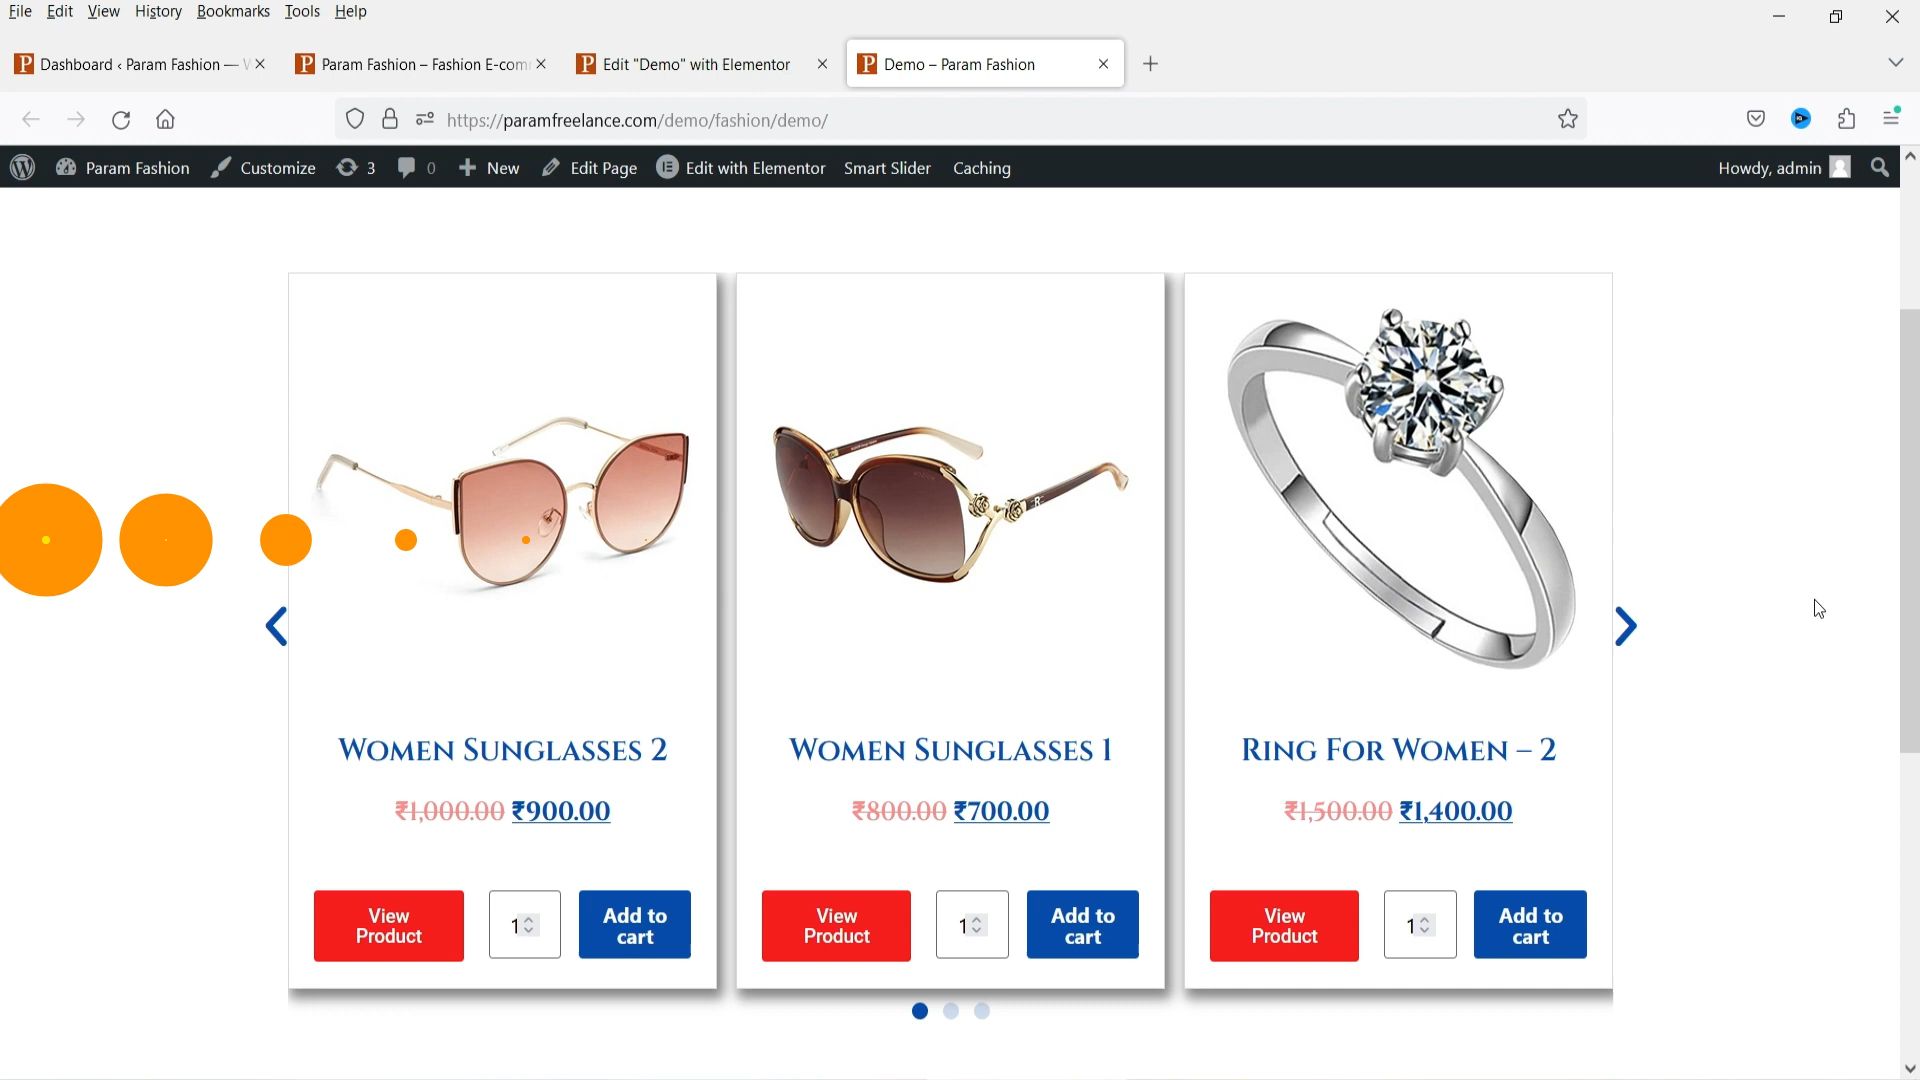 File Edit View History Bookmarks Tools Help
Dashboard ‹ Param Fashion —
Param Fashion – Fashion E-com
Edit "Demo" with Elementor
Demo – Param Fashion
https://paramfreelance.com/demo/fashion/demo/
Param Fashion Customize 3 0 New Edit Page Edit with Elementor Smart Slider Caching Howdy, admin
Women Sunglasses 2
₹1,000.00 ₹900.00
View
Product
1
Add to
cart
Women Sunglasses 1
₹800.00 ₹700.00
View
Product
1
Add to
cart
Ring For Women – 2
₹1,500.00 ₹1,400.00
View
Product
1
Add to
cart